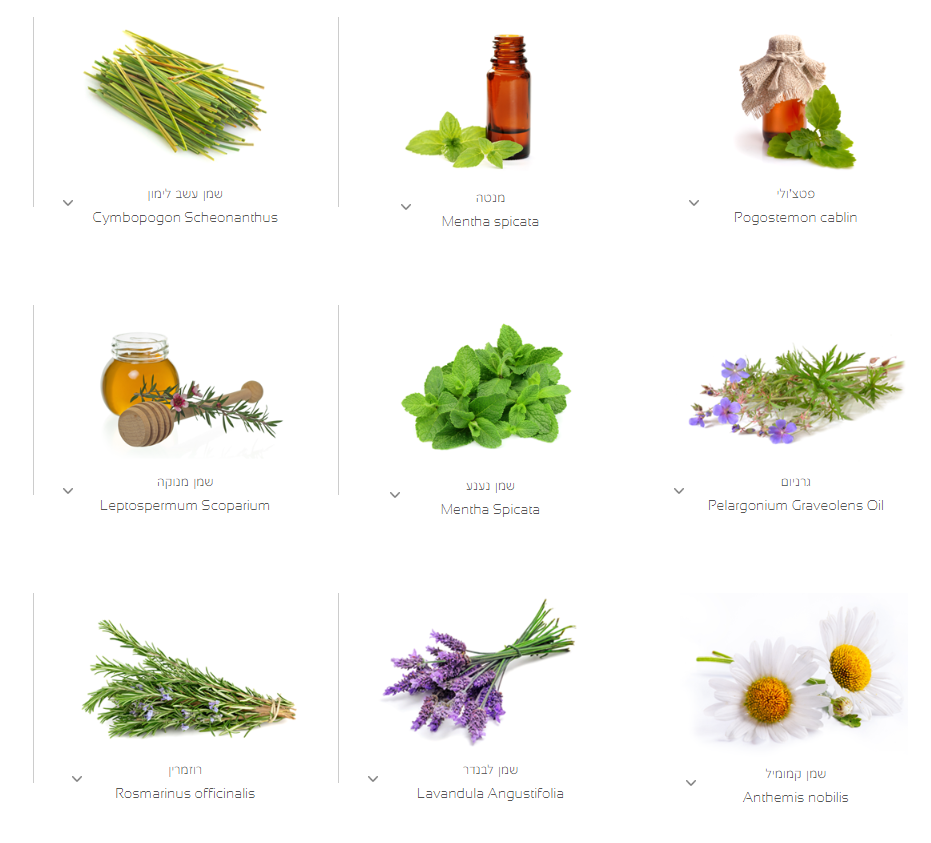 פטצ'ולי
Pogostemon cablin
מנטה
Mentha spicata
שמן עשב לימון
Cymbopogon Scheonanthus
גרניום
Pelargonium Graveolens Oil
שמן נענע
Mentha Spicata
שמן מנוקה
Leptospermum Scoparium
שמן קמומיל
Anthemis nobilis
שמן לבנדר
Lavandula Angustifolia
רוזמרין
Rosmarinus officinalis